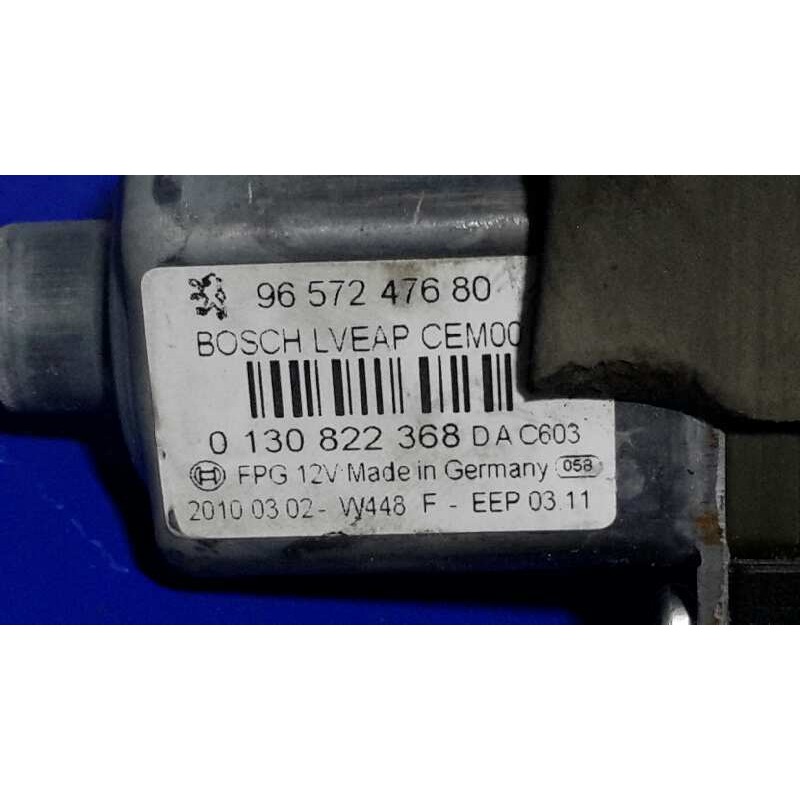 96 572 476 80
BOSCH LVEAP CEM00
0 130 822 368 DA C603
FPG 12V Made in Germany 058
2010 03 02 - W448 F - EEP 03.11